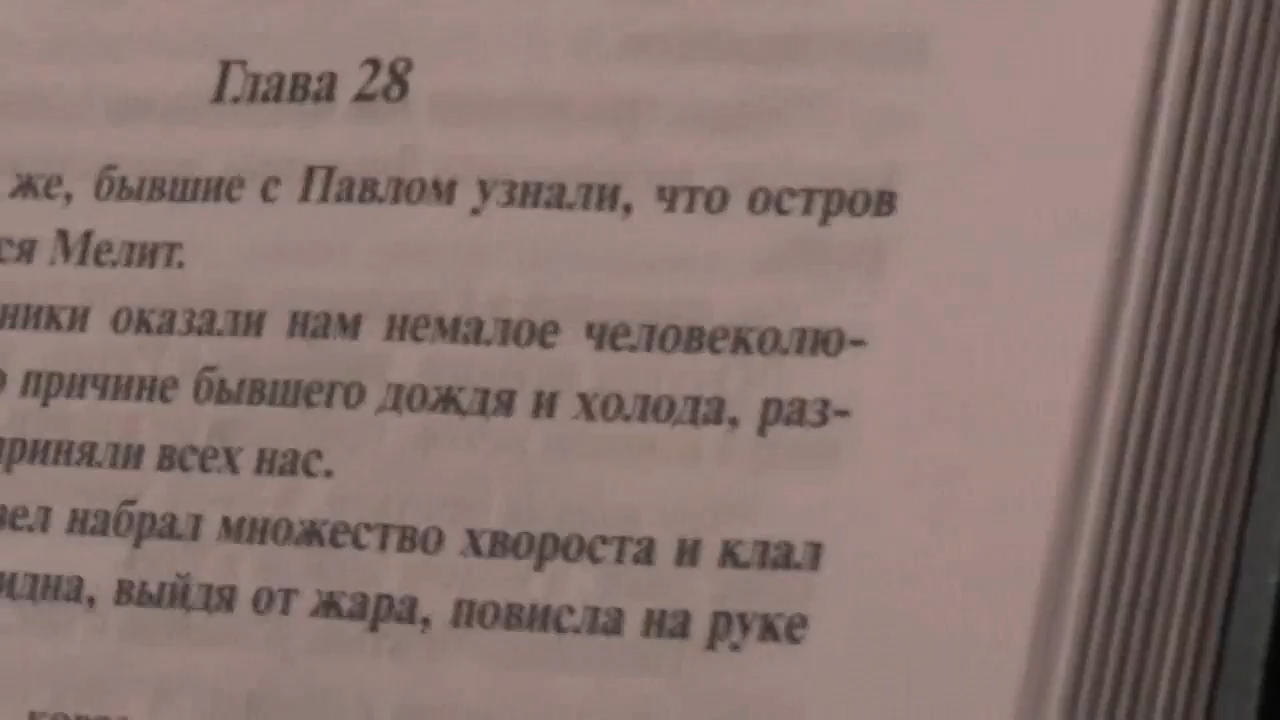 Глава 28
же, бывшие с Павлом узнали, что остров
ся Мелит.
ники оказали нам немалое человеколю-
причине бывшего дождя и холода, раз-
приняли всех нас.
вел набрал множество хвороста и клал
идна, выйдя от жара, повисла на руке